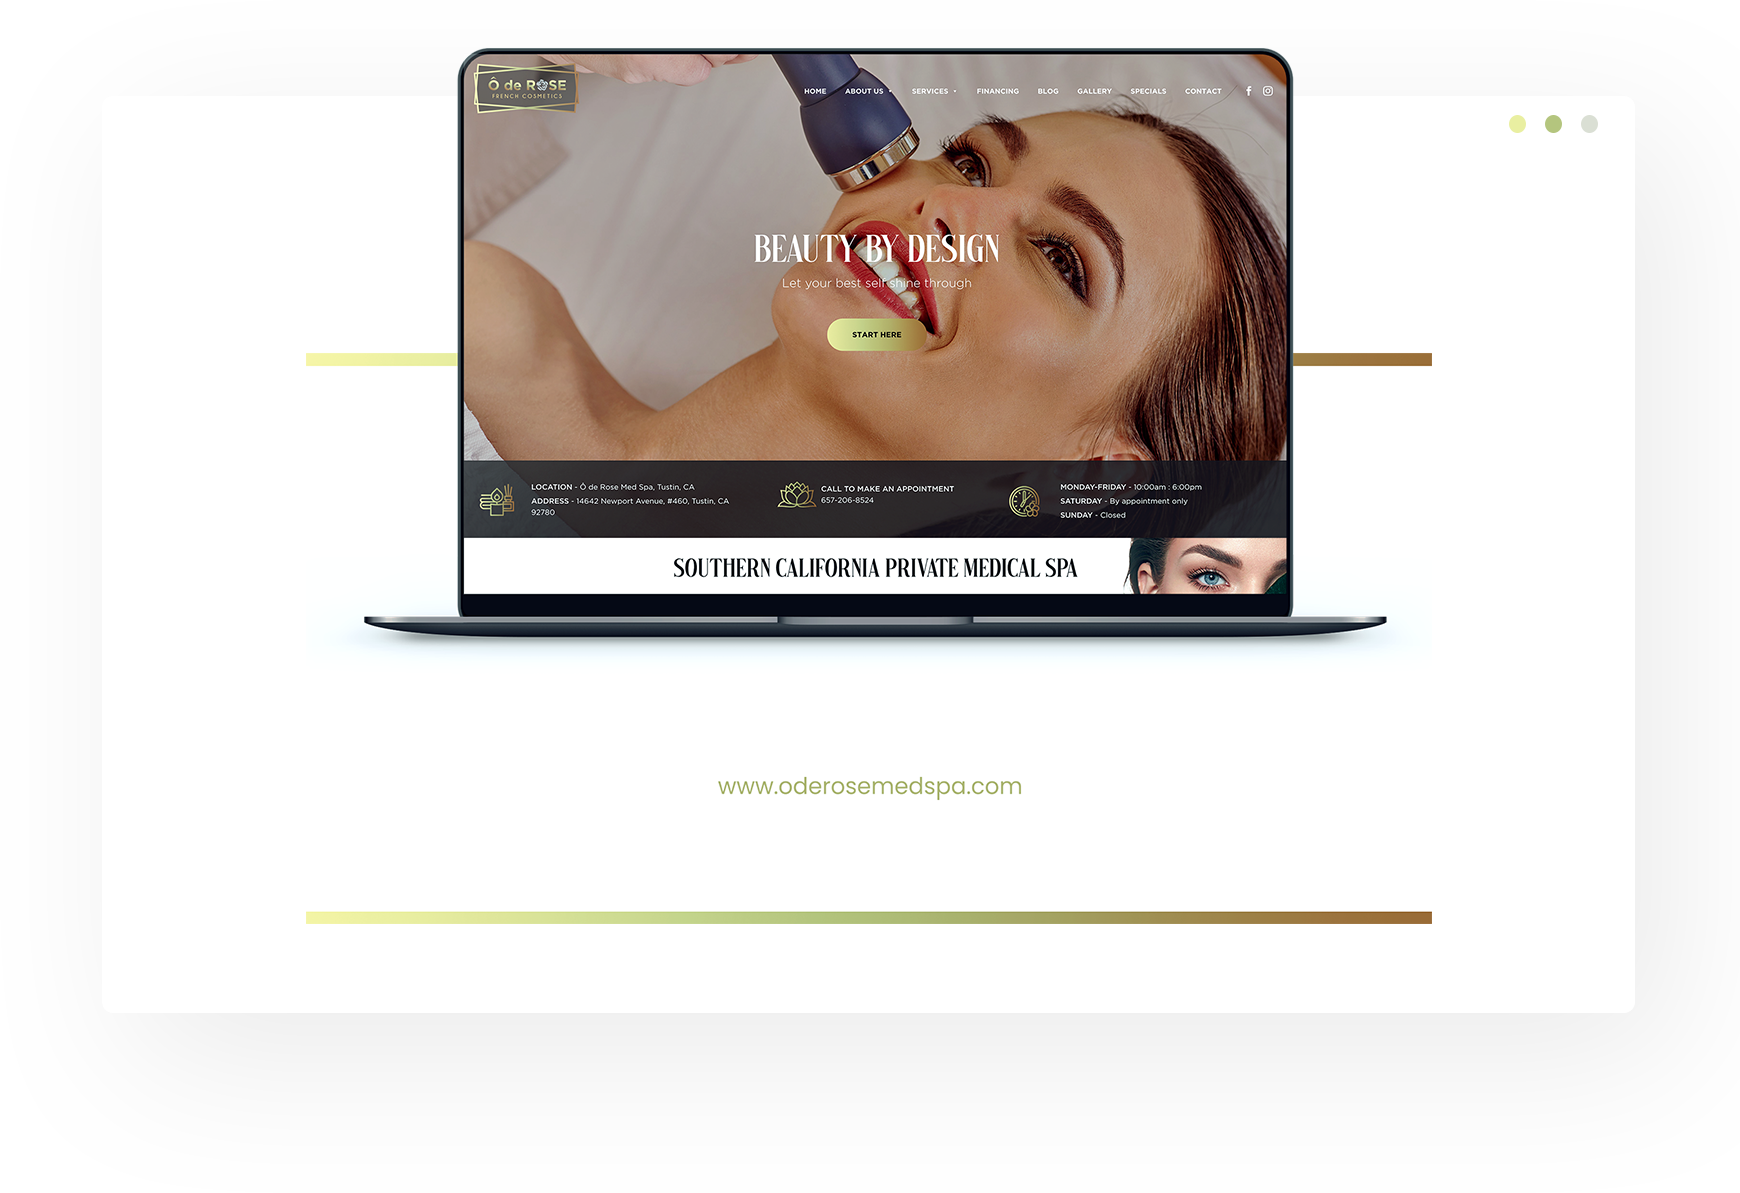 Ô de ROSE
FRENCH COSMETICS
HOME ABOUT US SERVICES FINANCING BLOG GALLERY SPECIALS CONTACT
BEAUTY BY DESIGN
Let your best self shine through
START HERE
LOCATION - Ô de Rose Med Spa, Tustin, CA
ADDRESS - 14642 Newport Avenue, #460, Tustin, CA
92780
CALL TO MAKE AN APPOINTMENT
657-206-8524
MONDAY-FRIDAY - 10:00am : 6:00pm
SATURDAY - By appointment only
SUNDAY - Closed
SOUTHERN CALIFORNIA PRIVATE MEDICAL SPA
www.oderosemedspa.com